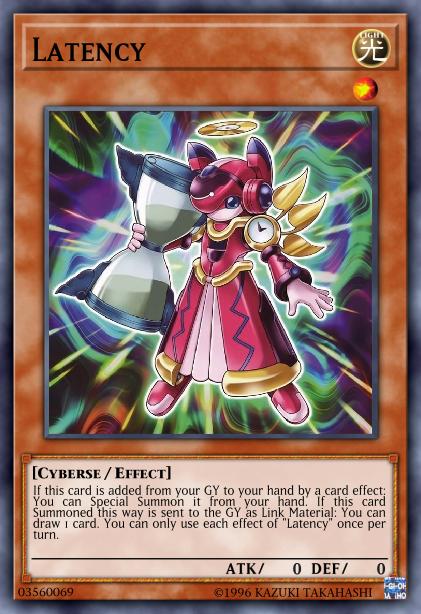 LATENCY
LIGHT
光
[CYBERSE / EFFECT]
If this card is added from your GY to your hand by a card effect:
You can Special Summon it from your hand. If this card
Summoned this way is sent to the GY as Link Material: You can
draw 1 card. You can only use each effect of "Latency" once per
turn.
ATK/ 0 DEF/ 0
03560069
©1996 KAZUKI TAKAHASHI